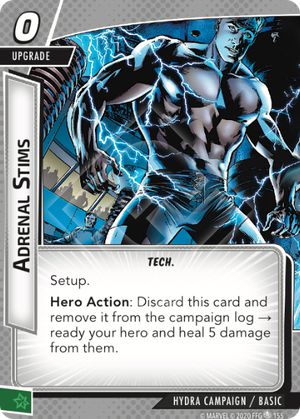 0
UPGRADE
ADRENAL STIMS
TECH.
Setup.
Hero Action: Discard this card and
remove it from the campaign log →
ready your hero and heal 5 damage
from them.
HYDRA CAMPAIGN / BASIC
© MARVEL © 2020 FFG 155